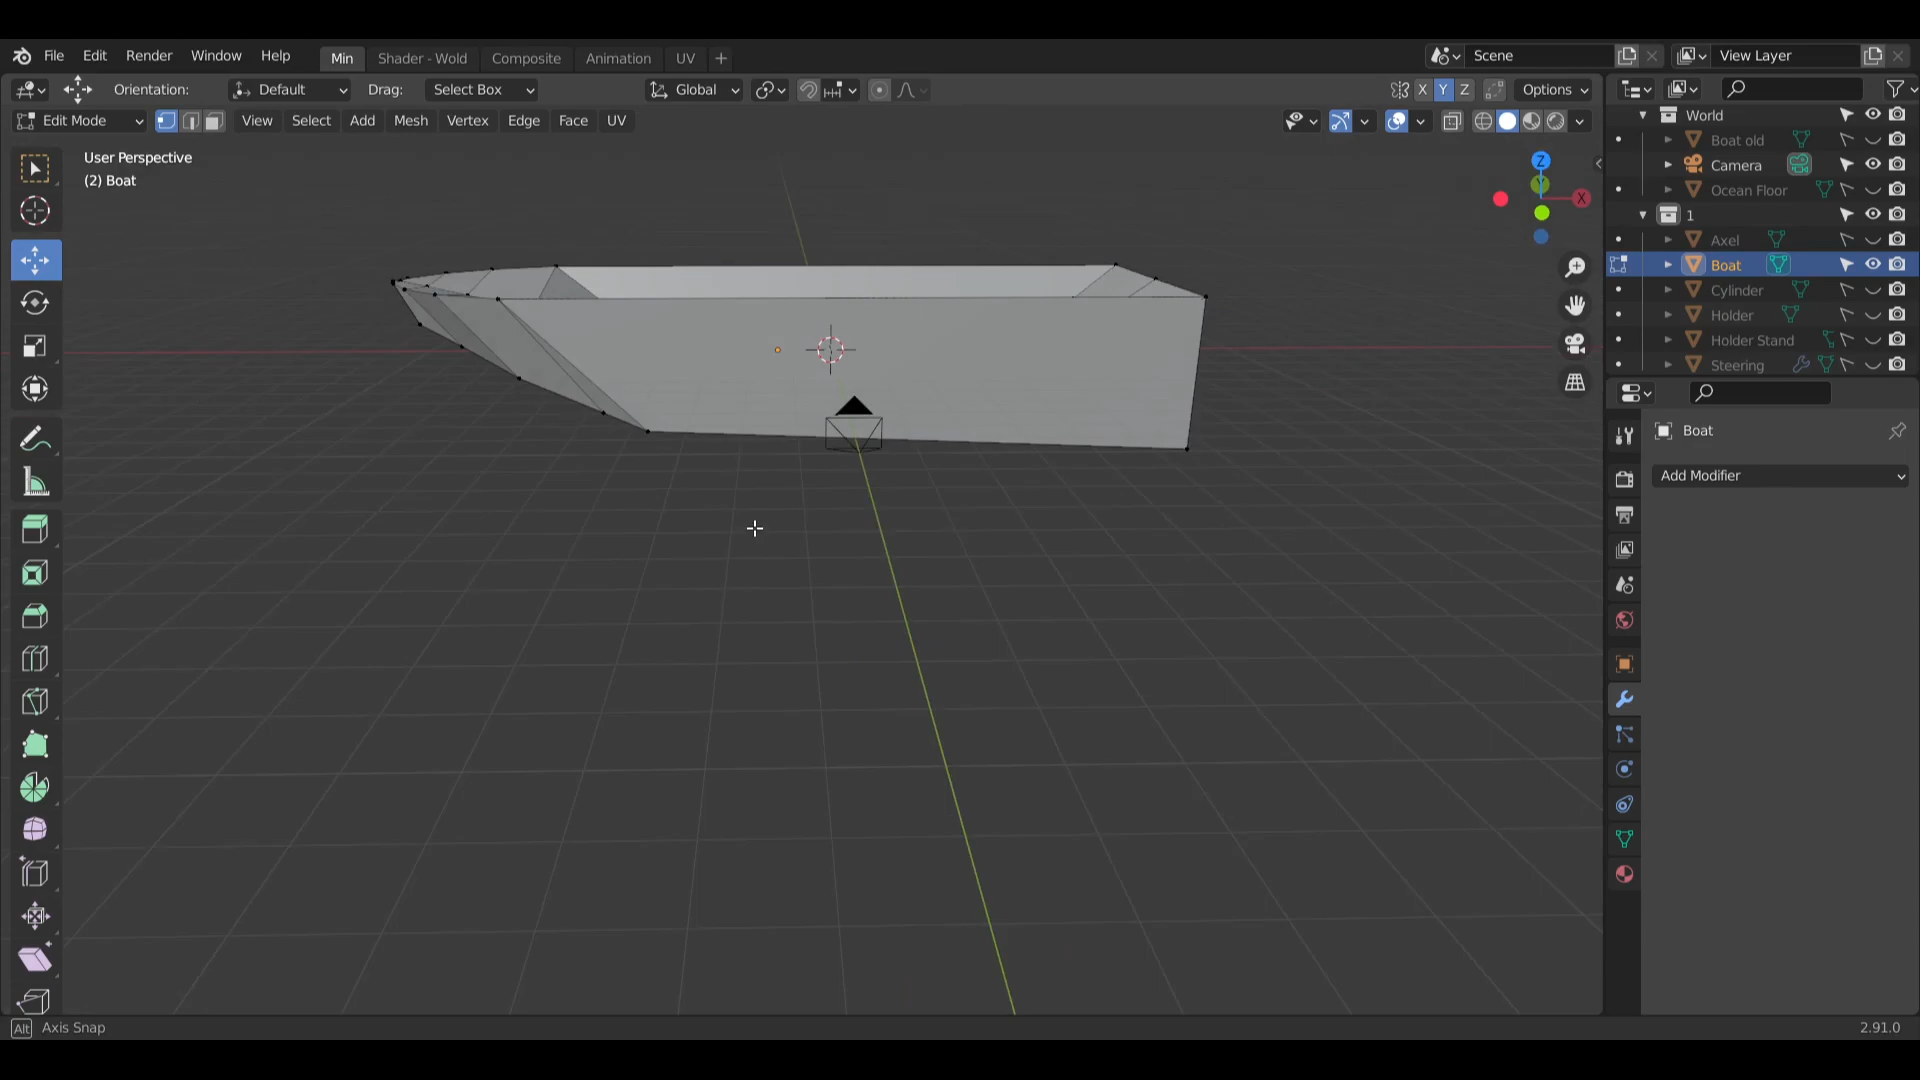 File Edit Render Window Help Min Shader - Wold Composite Animation UV + Scene View Layer
Orientation: Default Drag: Select Box Global X Y Z Options
Edit Mode View Select Add Mesh Vertex Edge Face UV
User Perspective
(2) Boat
Z
Y
X
World
Boat old
Camera
Ocean Floor
1
Axel
Boat
Cylinder
Holder
Holder Stand
Steering
Boat
Add Modifier
Alt Axis Snap
2.91.0